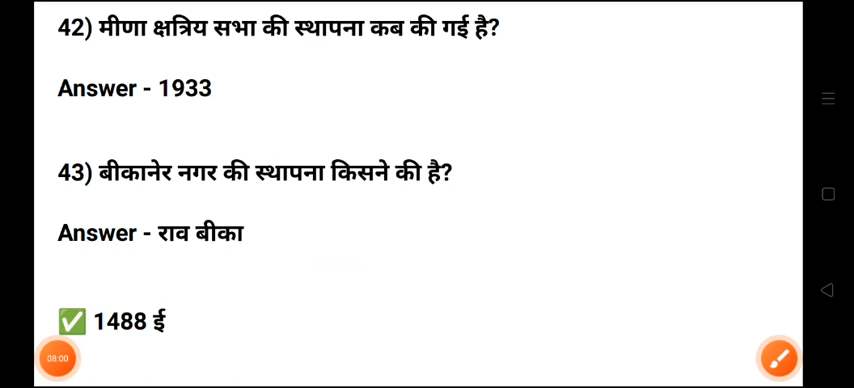 42) मीणा क्षत्रिय सभा की स्थापना कब की गई है?
Answer - 1933
43) बीकानेर नगर की स्थापना किसने की है?
Answer - राव बीका
✅ 1488 ई
08:00